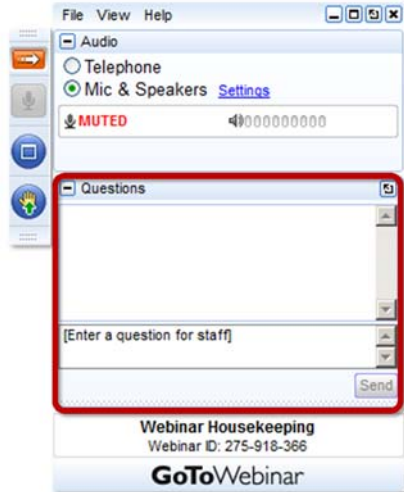 File View Help
Audio
Telephone
Mic & Speakers Settings
MUTED
Questions
[Enter a question for staff]
Send
Webinar Housekeeping
Webinar ID: 275-918-366
GoToWebinar